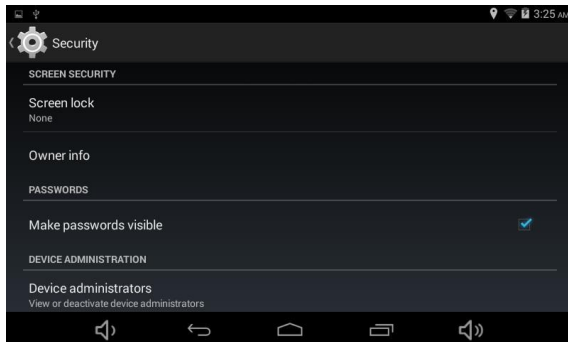 3:25 AM
Security
SCREEN SECURITY
Screen lock
None
Owner info
PASSWORDS
Make passwords visible
DEVICE ADMINISTRATION
Device administrators
View or deactivate device administrators